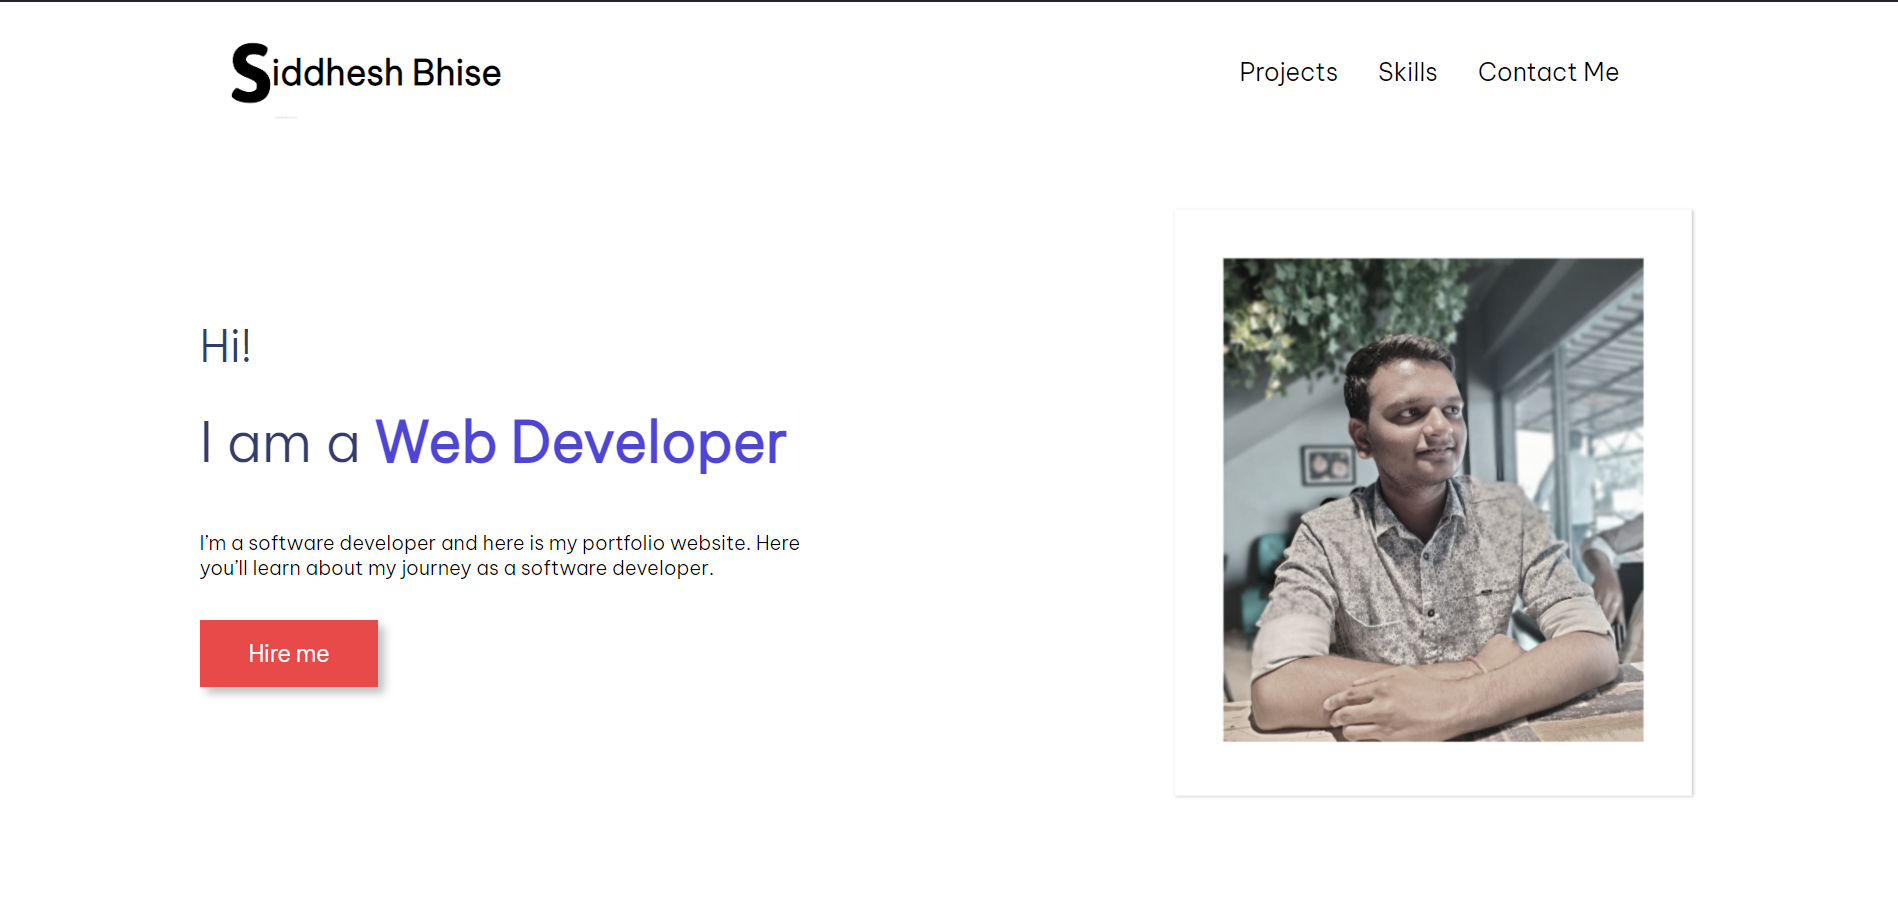 Siddhesh Bhise
Projects Skills Contact Me
Hi!
I am a Web Developer
I’m a software developer and here is my portfolio website. Here
you’ll learn about my journey as a software developer.
Hire me